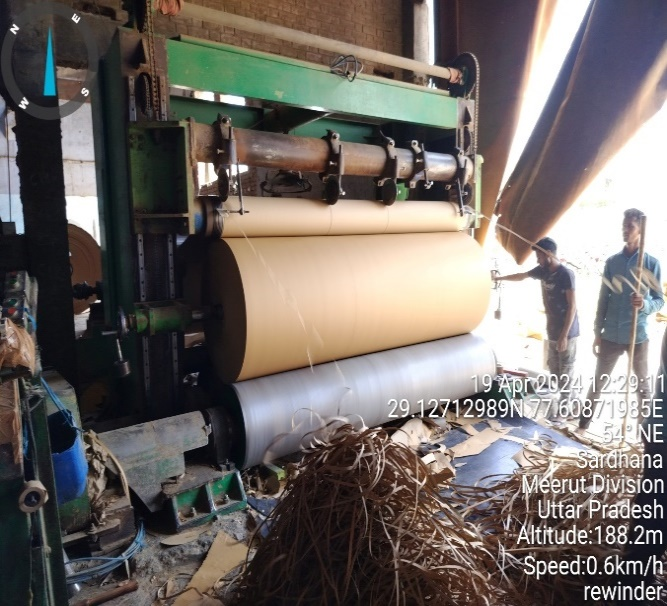 N
E
S
W
19 Apr 2024 12:29:11
29.12712989N 77.60871985E
54° NE
Sardhana
Meerut Division
Uttar Pradesh
Altitude:188.2m
Speed:0.6km/h
rewinder